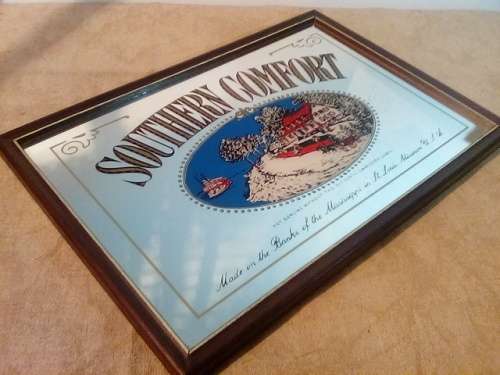 SOUTHERN COMFORT
Made on the Banks of the Mississippi in St. Louis Missouri U.S.A.